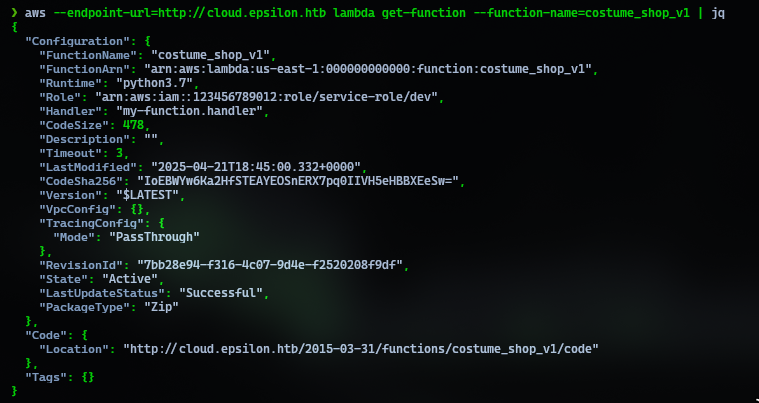 ❯ aws --endpoint-url=http://cloud.epsilon.htb lambda get-function --function-name=costume_shop_v1 | jq
{
  "Configuration": {
    "FunctionName": "costume_shop_v1",
    "FunctionArn": "arn:aws:lambda:us-east-1:000000000000:function:costume_shop_v1",
    "Runtime": "python3.7",
    "Role": "arn:aws:iam::123456789012:role/service-role/dev",
    "Handler": "my-function.handler",
    "CodeSize": 478,
    "Description": "",
    "Timeout": 3,
    "LastModified": "2025-04-21T18:45:00.332+0000",
    "CodeSha256": "IoEBWYw6Ka2HfSTEAYEOSnERX7pq0IIVH5eHBBXEeSw=",
    "Version": "$LATEST",
    "VpcConfig": {},
    "TracingConfig": {
      "Mode": "PassThrough"
    },
    "RevisionId": "7bb28e94-f316-4c07-9d4e-f2520208f9df",
    "State": "Active",
    "LastUpdateStatus": "Successful",
    "PackageType": "Zip"
  },
  "Code": {
    "Location": "http://cloud.epsilon.htb/2015-03-31/functions/costume_shop_v1/code"
  },
  "Tags": {}
}